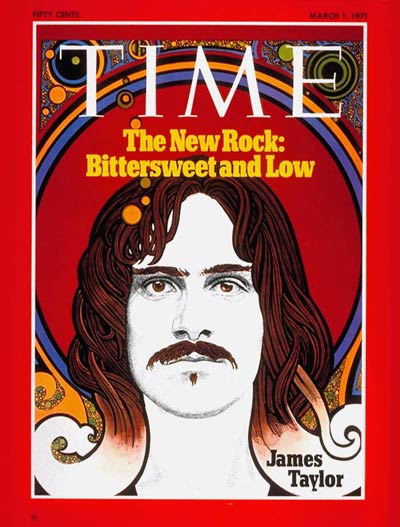 FIFTY CENTS
MARCH 1, 1971
TIME
The New Rock:
Bittersweet and Low
James
Taylor